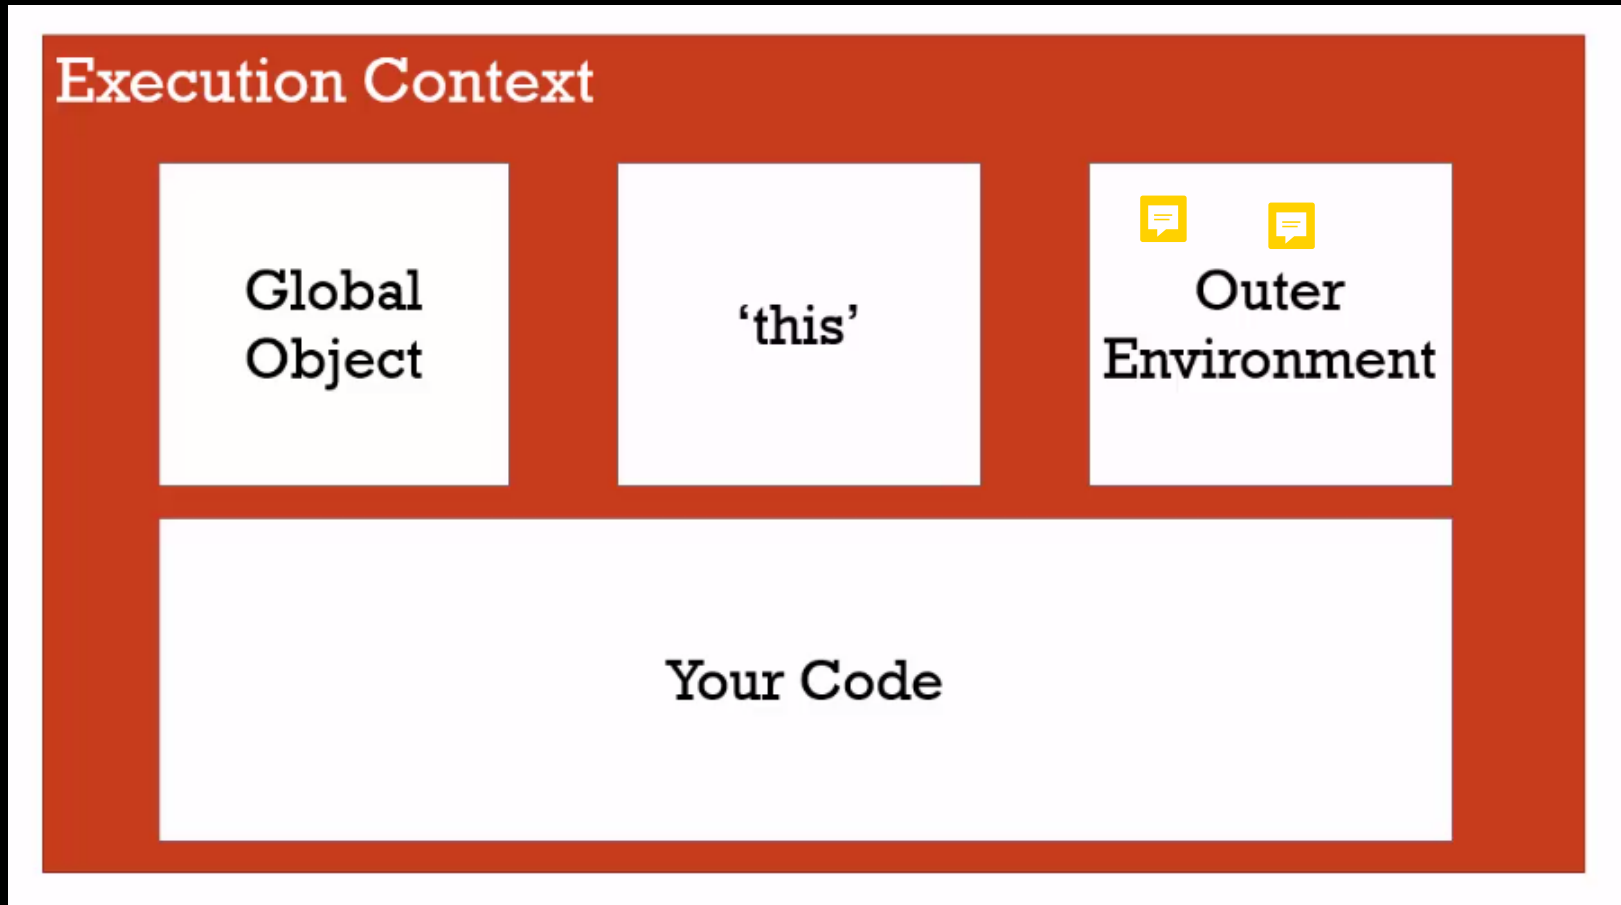 Execution Context
Global
Object
‘this’
Outer
Environment
Your Code